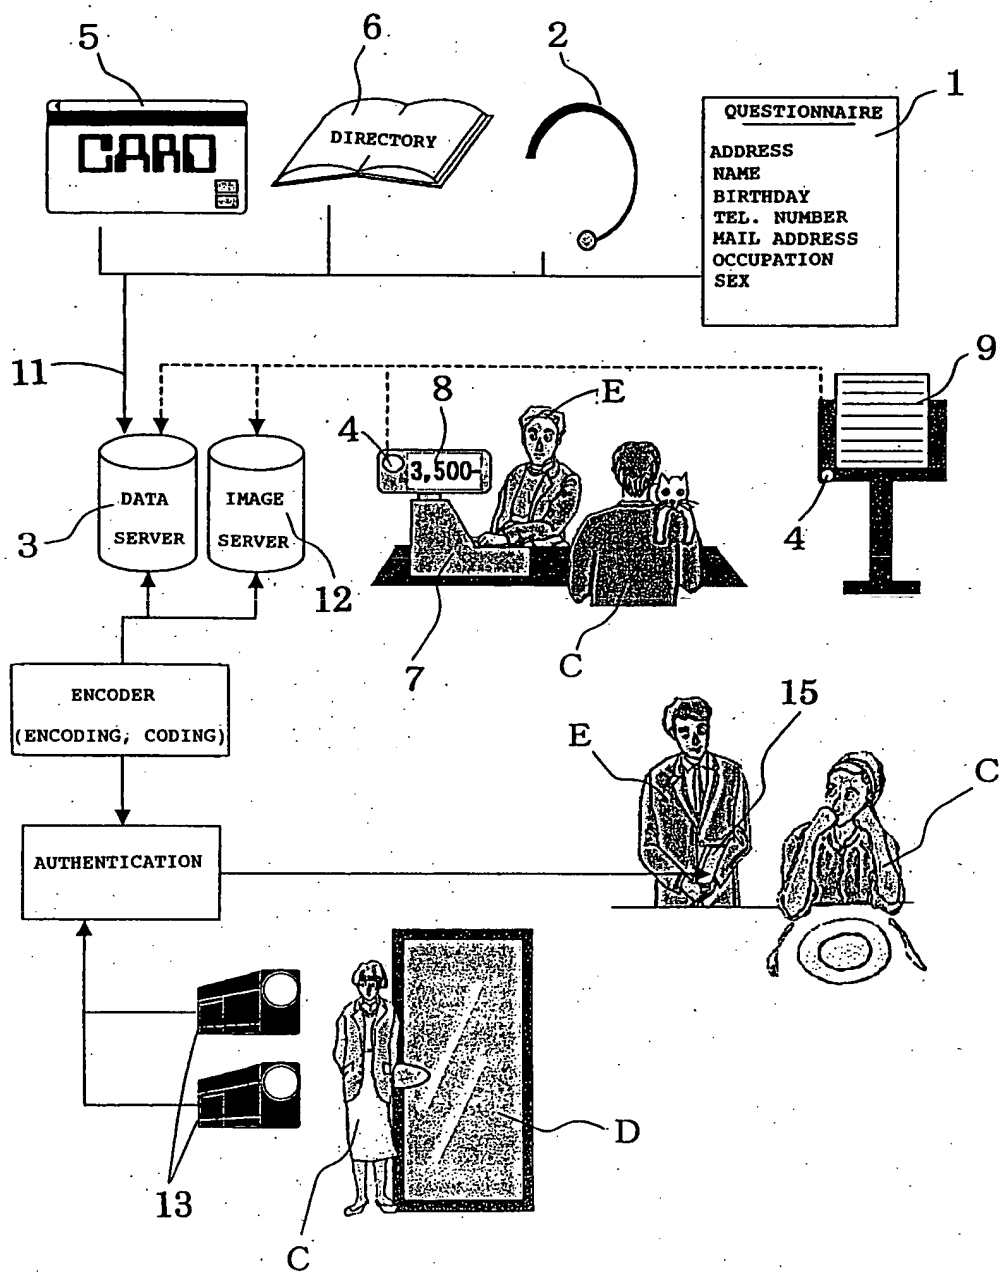 5
6
2
1
CARD
DIRECTORY
QUESTIONNAIRE
ADDRESS
NAME
BIRTHDAY
TEL. NUMBER
MAIL ADDRESS
OCCUPATION
SEX
11
9
8
E
4
3,500-
DATA
SERVER
IMAGE
SERVER
3
12
4
7
C
ENCODER
(ENCODING; CODING)
15
E
C
AUTHENTICATION
D
13
C